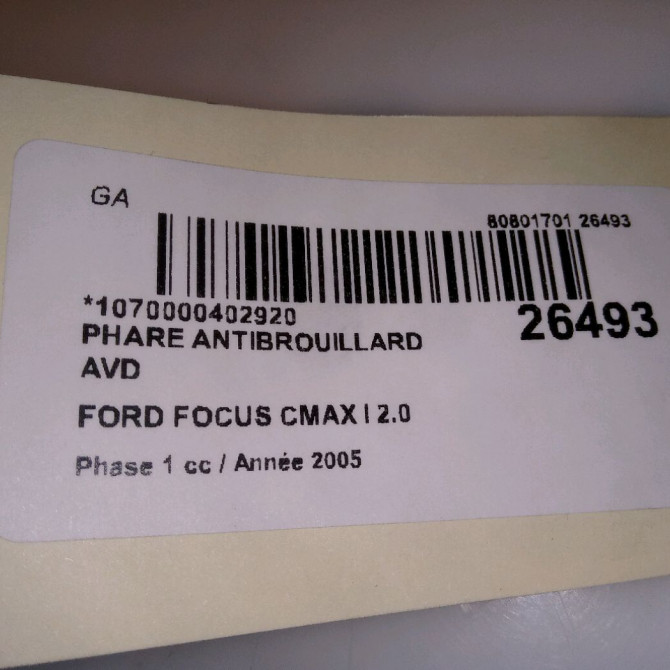 GA
80801701 26493
*1070000402920
26493
PHARE ANTIBROUILLARD
AVD
FORD FOCUS CMAX I 2.0
Phase 1 cc / Année 2005